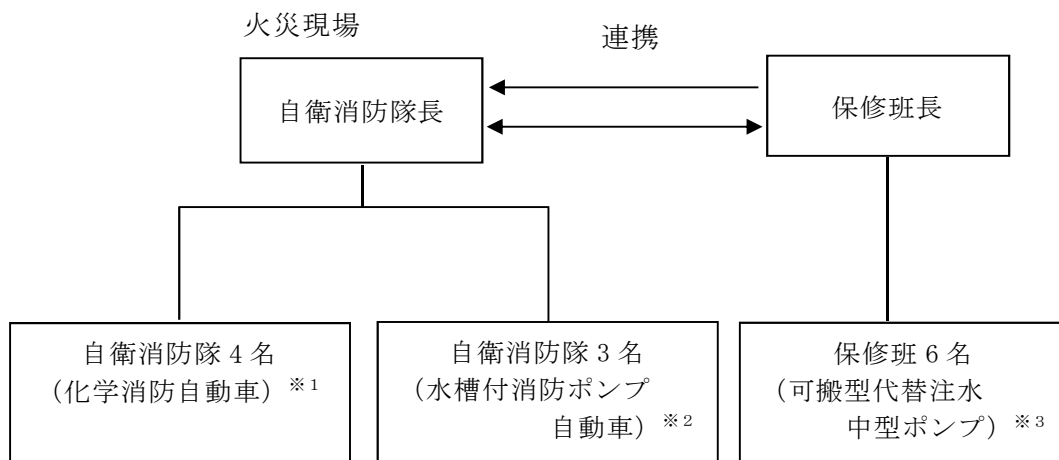 火災現場
連携
自衛消防隊長
保修班長
自衛消防隊4名
(化学消防自動車)※1
自衛消防隊3名
(水槽付消防ポンプ
自動車)※2
保修班6名
(可搬型代替注水
中型ポンプ)※3